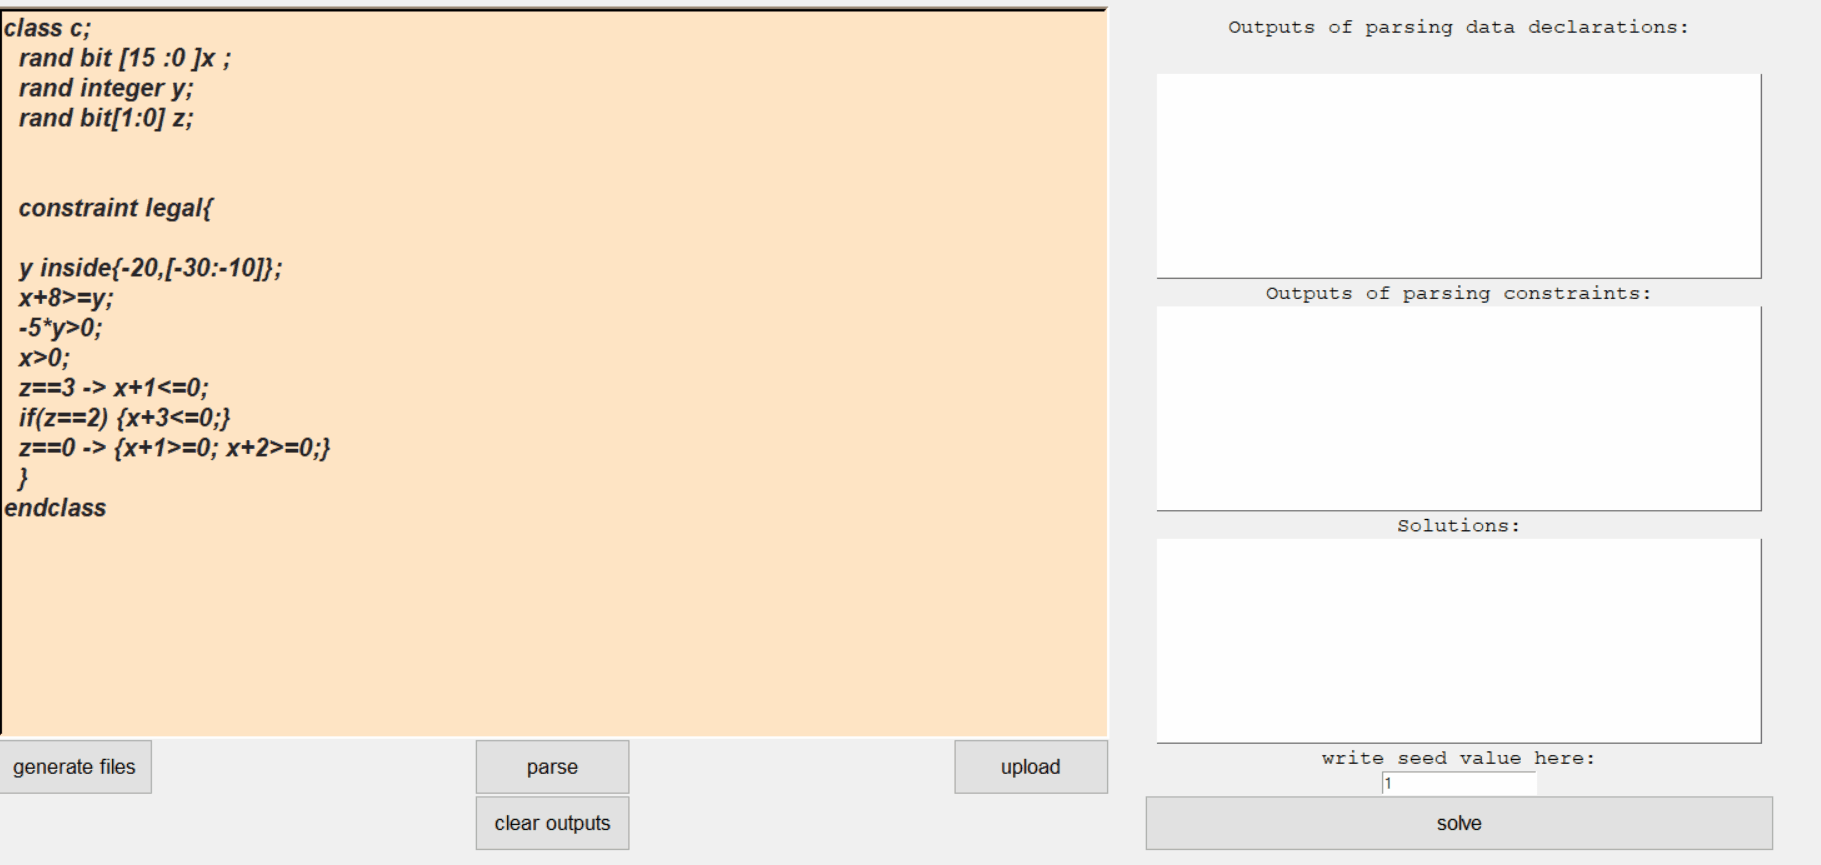 class c;
rand bit [15 :0 ]x ;
rand integer y;
rand bit[1:0] z;
constraint legal{
y inside{-20,[-30:-10]};
x+8>=y;
-5*y>0;
x>0;
z==3 -> x+1<=0;
if(z==2) {x+3<=0;}
z==0 -> {x+1>=0; x+2>=0;}
}
endclass
generate files
parse
upload
clear outputs
Outputs of parsing data declarations:
Outputs of parsing constraints:
Solutions:
write seed value here:
1
solve